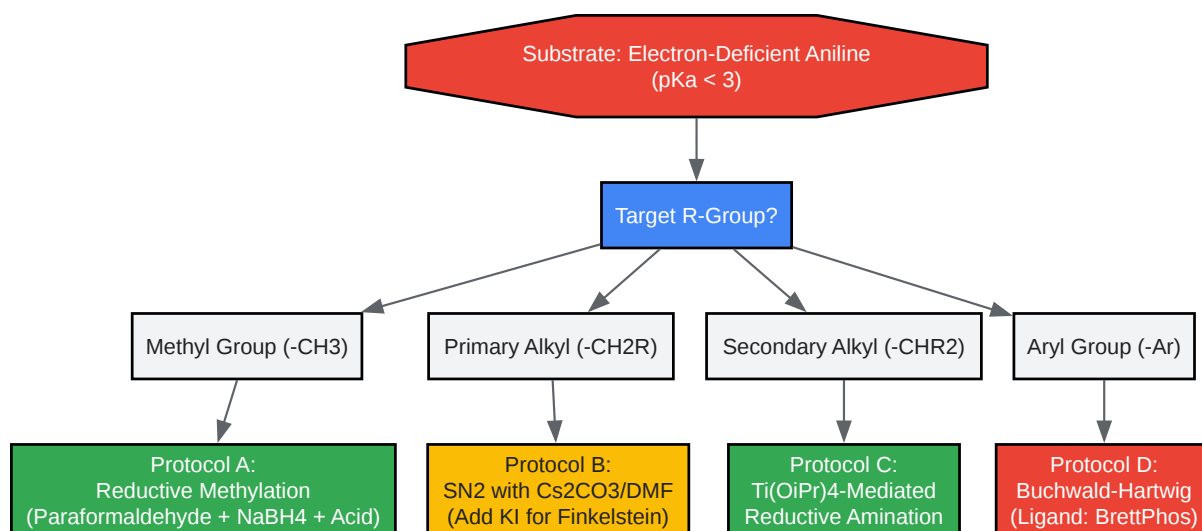 Substrate: Electron-Deficient Aniline
(pKa < 3)
Target R-Group?
Methyl Group (-CH3)
Primary Alkyl (-CH2R)
Secondary Alkyl (-CHR2)
Aryl Group (-Ar)
Protocol A:
Reductive Methylation
(Paraformaldehyde + NaBH4 + Acid)
Protocol B:
SN2 with Cs2CO3/DMF
(Add KI for Finkelstein)
Protocol C:
Ti(OiPr)4-Mediated
Reductive Amination
Protocol D:
Buchwald-Hartwig
(Ligand: BrettPhos)